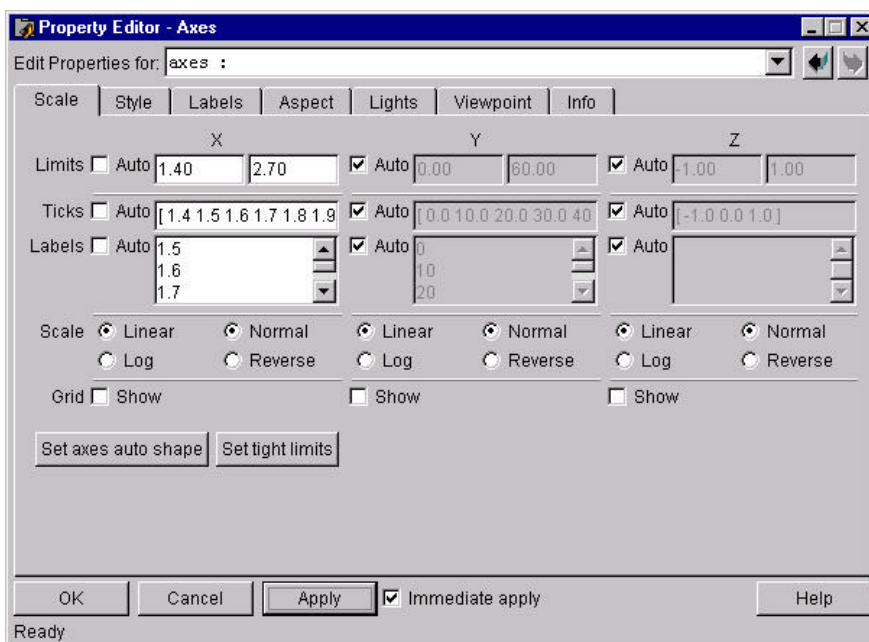 Property Editor - Axes
Edit Properties for: axes :
Scale Style Labels Aspect Lights Viewpoint Info
X Y Z
Limits Auto 1.40 2.70 Auto 0.00 60.00 Auto -1.00 1.00
Ticks Auto [ 1.4 1.5 1.6 1.7 1.8 1.9 Auto [ 0.0 10.0 20.0 30.0 40 Auto [ -1.0 0.0 1.0 ]
Labels Auto 1.5 Auto 0 Auto
1.6 10
1.7 20
Scale Linear Normal Linear Normal Linear Normal
Log Reverse Log Reverse Log Reverse
Grid Show Show Show
Set axes auto shape Set tight limits
OK Cancel Apply Immediate apply Help
Ready